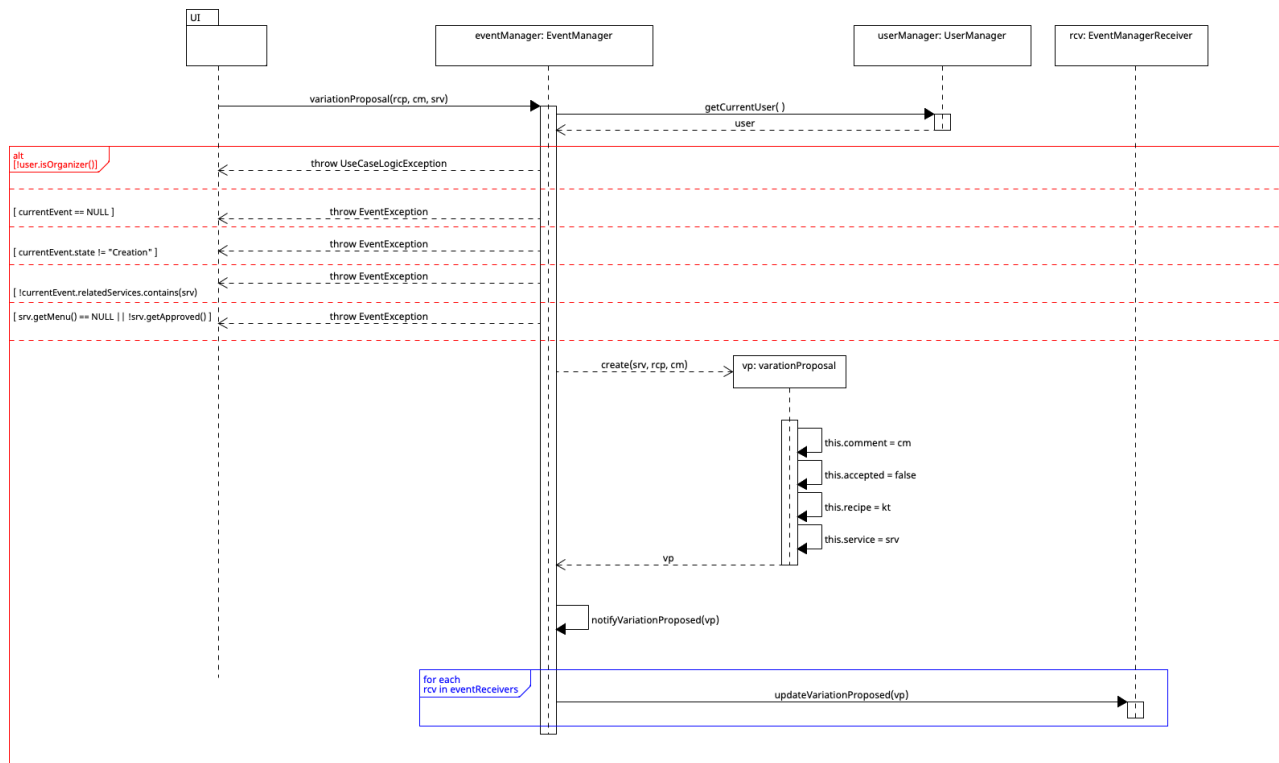 UI
eventManager: EventManager
userManager: UserManager
rcv: EventManagerReceiver
variationProposal(rcp, cm, srv)
getCurrentUser( )
user
alt
[!user.isOrganizer()]
throw UseCaseLogicException
[ currentEvent == NULL ]
throw EventException
[ currentEvent.state != "Creation" ]
throw EventException
throw EventException
[ !currentEvent.relatedServices.contains(srv)
[ srv.getMenu() == NULL || !srv.getApproved() ]
throw EventException
create(srv, rcp, cm)
vp: varationProposal
this.comment = cm
this.accepted = false
this.recipe = kt
this.service = srv
vp
notifyVariationProposed(vp)
for each
rcv in eventReceivers
updateVariationProposed(vp)